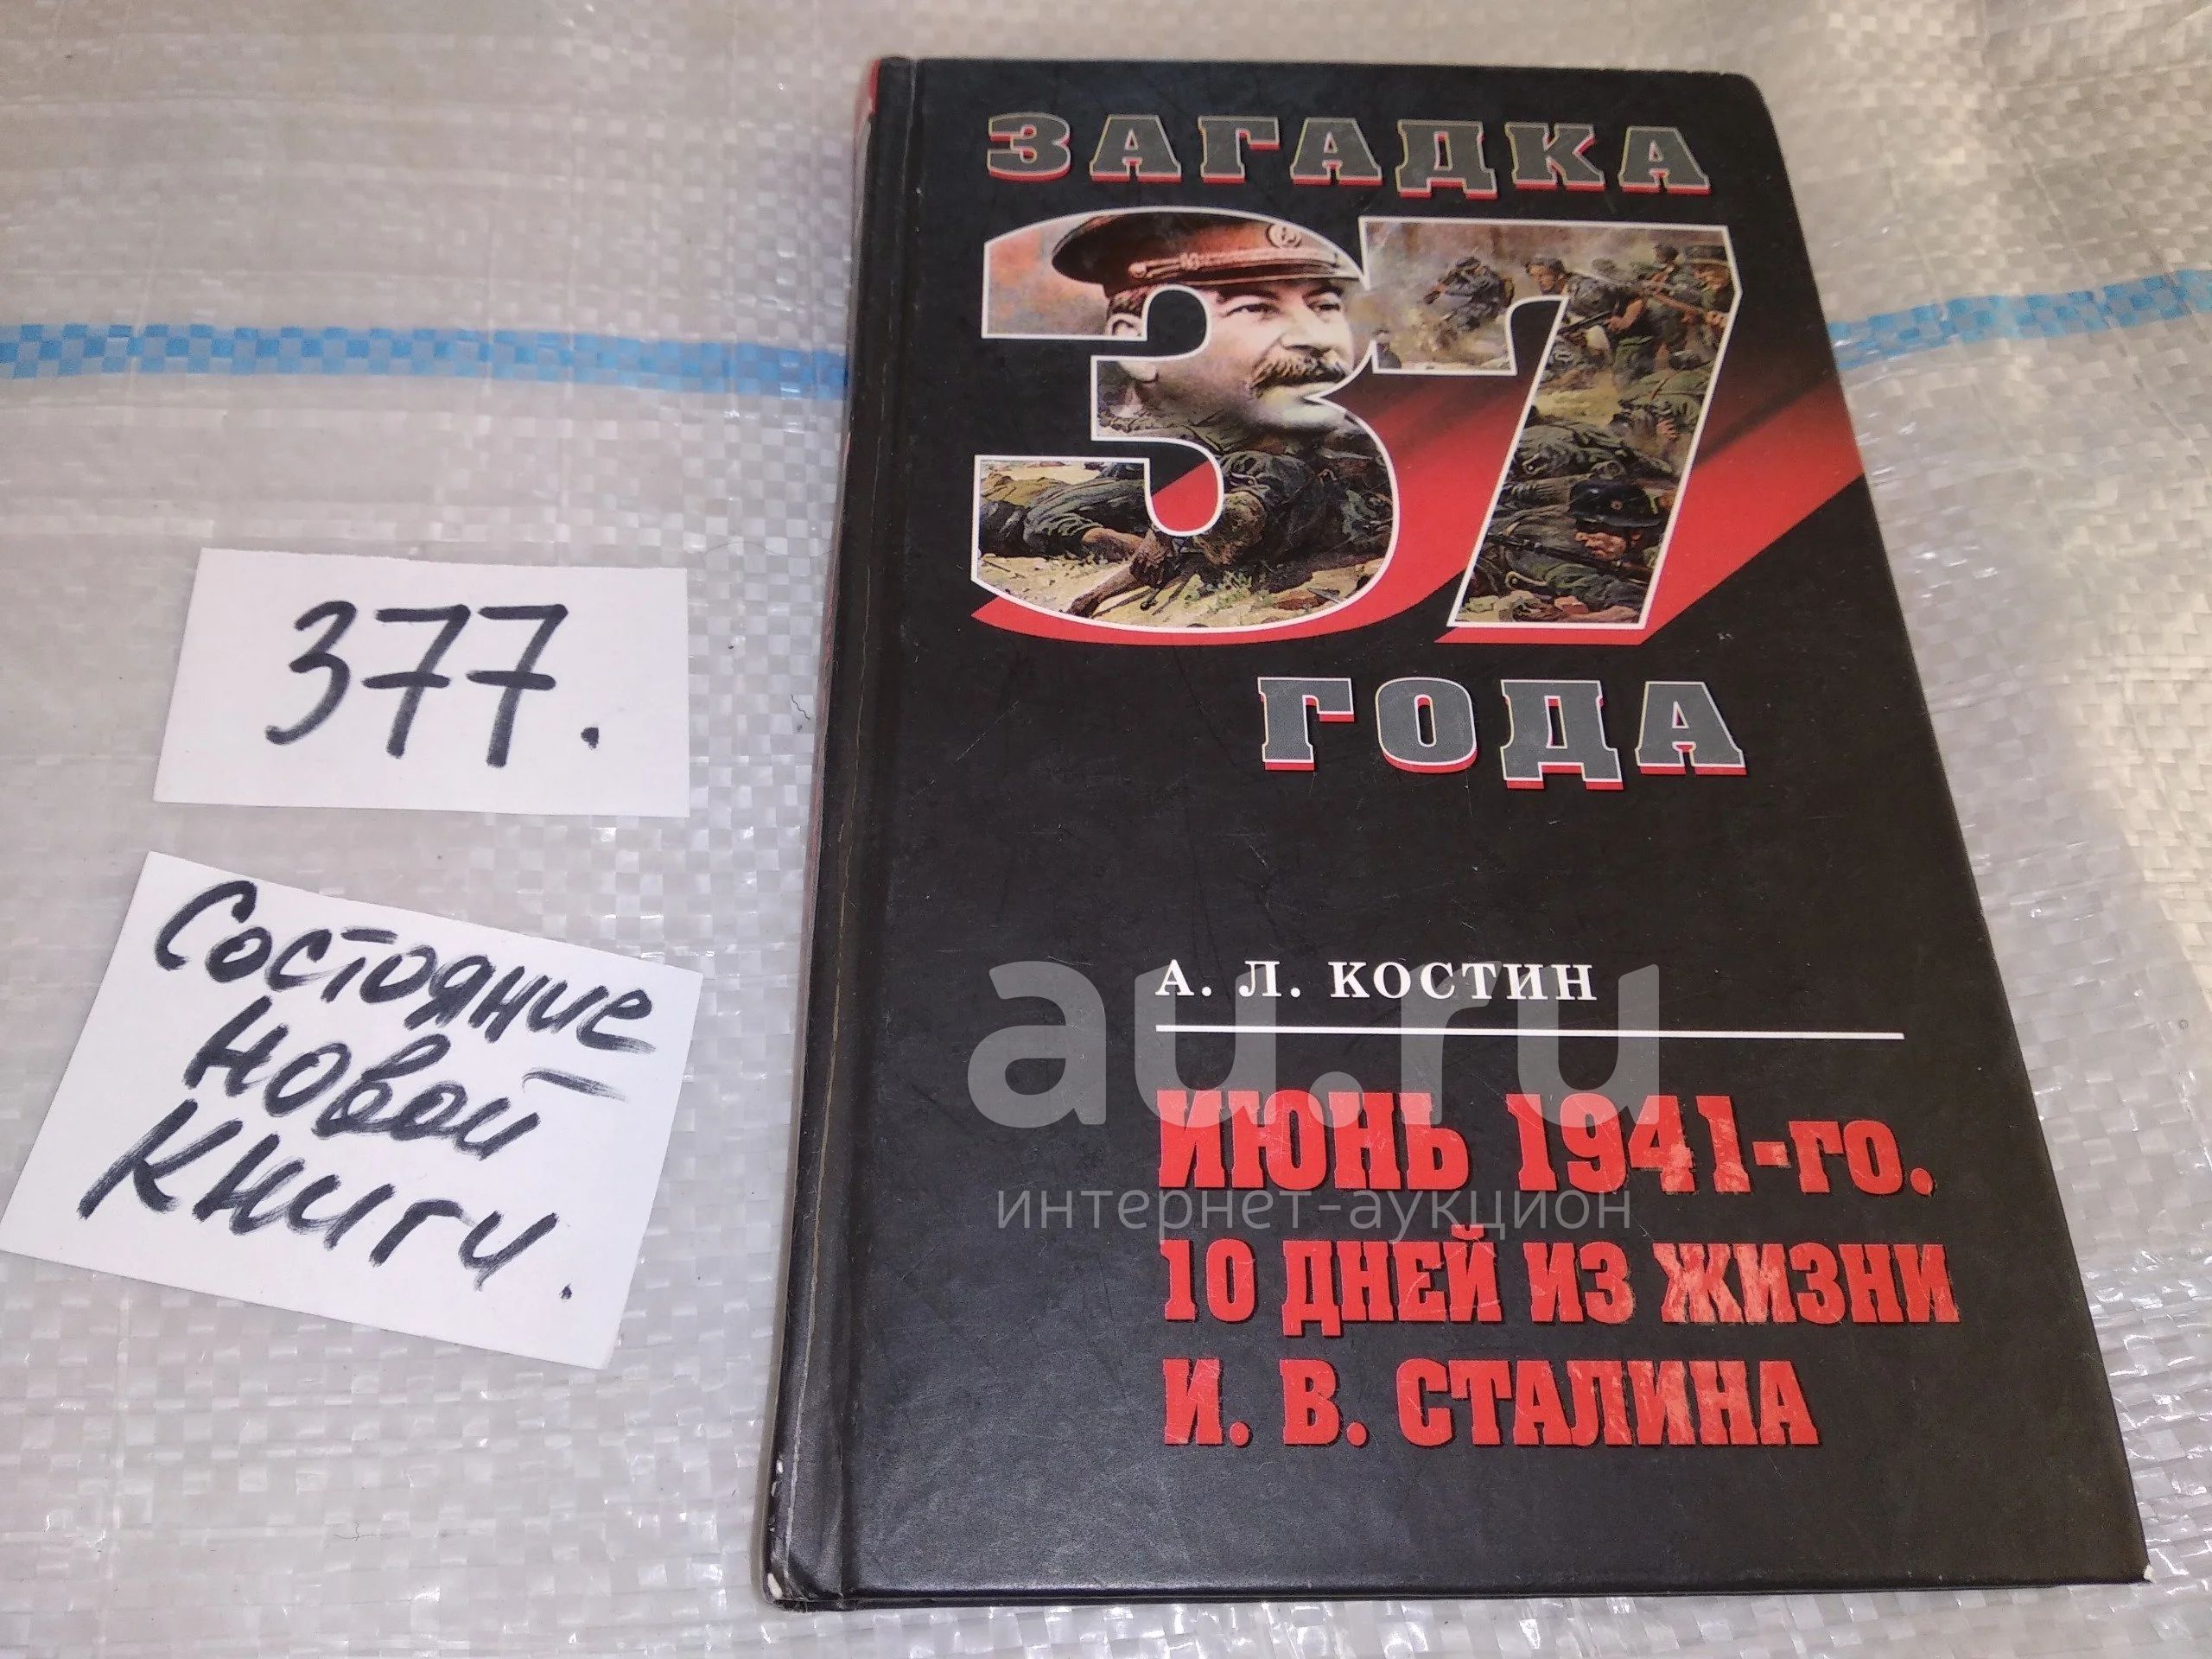 377.
Состояние
новой
книги.
ЗАГАДКА
37
ГОДА
А. Л. КОСТИН
au.ru
ИЮНЬ 1941-го.
интернет-аукцион
10 ДНЕЙ ИЗ ЖИЗНИ
И. В. СТАЛИНА